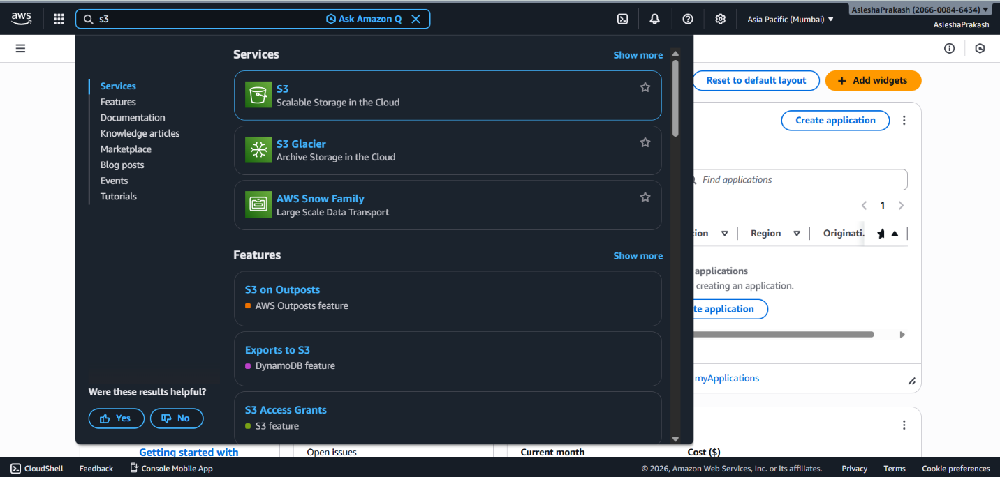 aws
s3
Ask Amazon Q
Asia Pacific (Mumbai)
AsleshaPrakash (2066-0084-6434)
AsleshaPrakash
Services
Features
Documentation
Knowledge articles
Marketplace
Blog posts
Events
Tutorials
Were these results helpful?
Yes
No
Services
Show more
S3
Scalable Storage in the Cloud
S3 Glacier
Archive Storage in the Cloud
AWS Snow Family
Large Scale Data Transport
Features
Show more
S3 on Outposts
AWS Outposts feature
Exports to S3
DynamoDB feature
S3 Access Grants
S3 feature
Reset to default layout
+ Add widgets
Create application
Find applications
1
ion
Region
Originati.
applications
creating an application.
te application
myApplications
Getting started with
Open issues
Current month
Cost ($)
CloudShell
Feedback
Console Mobile App
© 2026, Amazon Web Services, Inc. or its affiliates.
Privacy
Terms
Cookie preferences